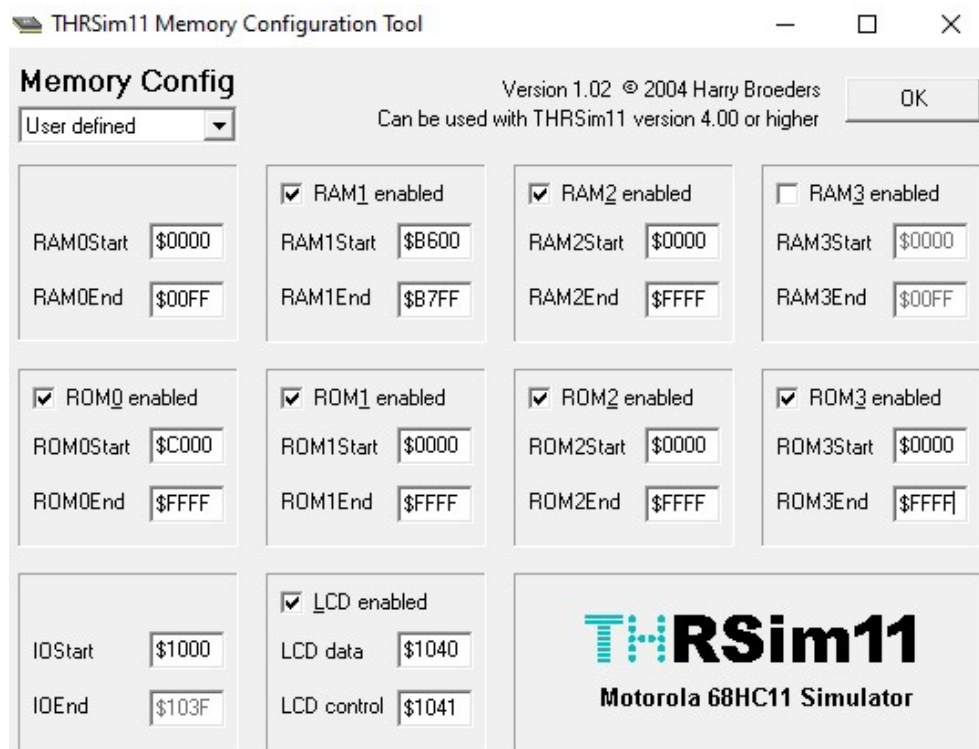 THRSim11 Memory Configuration Tool
Memory Config
Version 1.02 © 2004 Harry Broeders
OK
User defined
Can be used with THRSim11 version 4.00 or higher
RAM1 enabled
RAM2 enabled
RAM3 enabled
RAM0Start $0000
RAM1Start $B600
RAM2Start $0000
RAM3Start $0000
RAM0End $00FF
RAM1End $B7FF
RAM2End $FFFF
RAM3End $00FF
ROM0 enabled
ROM1 enabled
ROM2 enabled
ROM3 enabled
ROM0Start $C000
ROM1Start $0000
ROM2Start $0000
ROM3Start $0000
ROM0End $FFFF
ROM1End $FFFF
ROM2End $FFFF
ROM3End $FFFF
LCD enabled
IOStart $1000
LCD data $1040
IOEnd $103F
LCD control $1041
THRSim11
Motorola 68HC11 Simulator